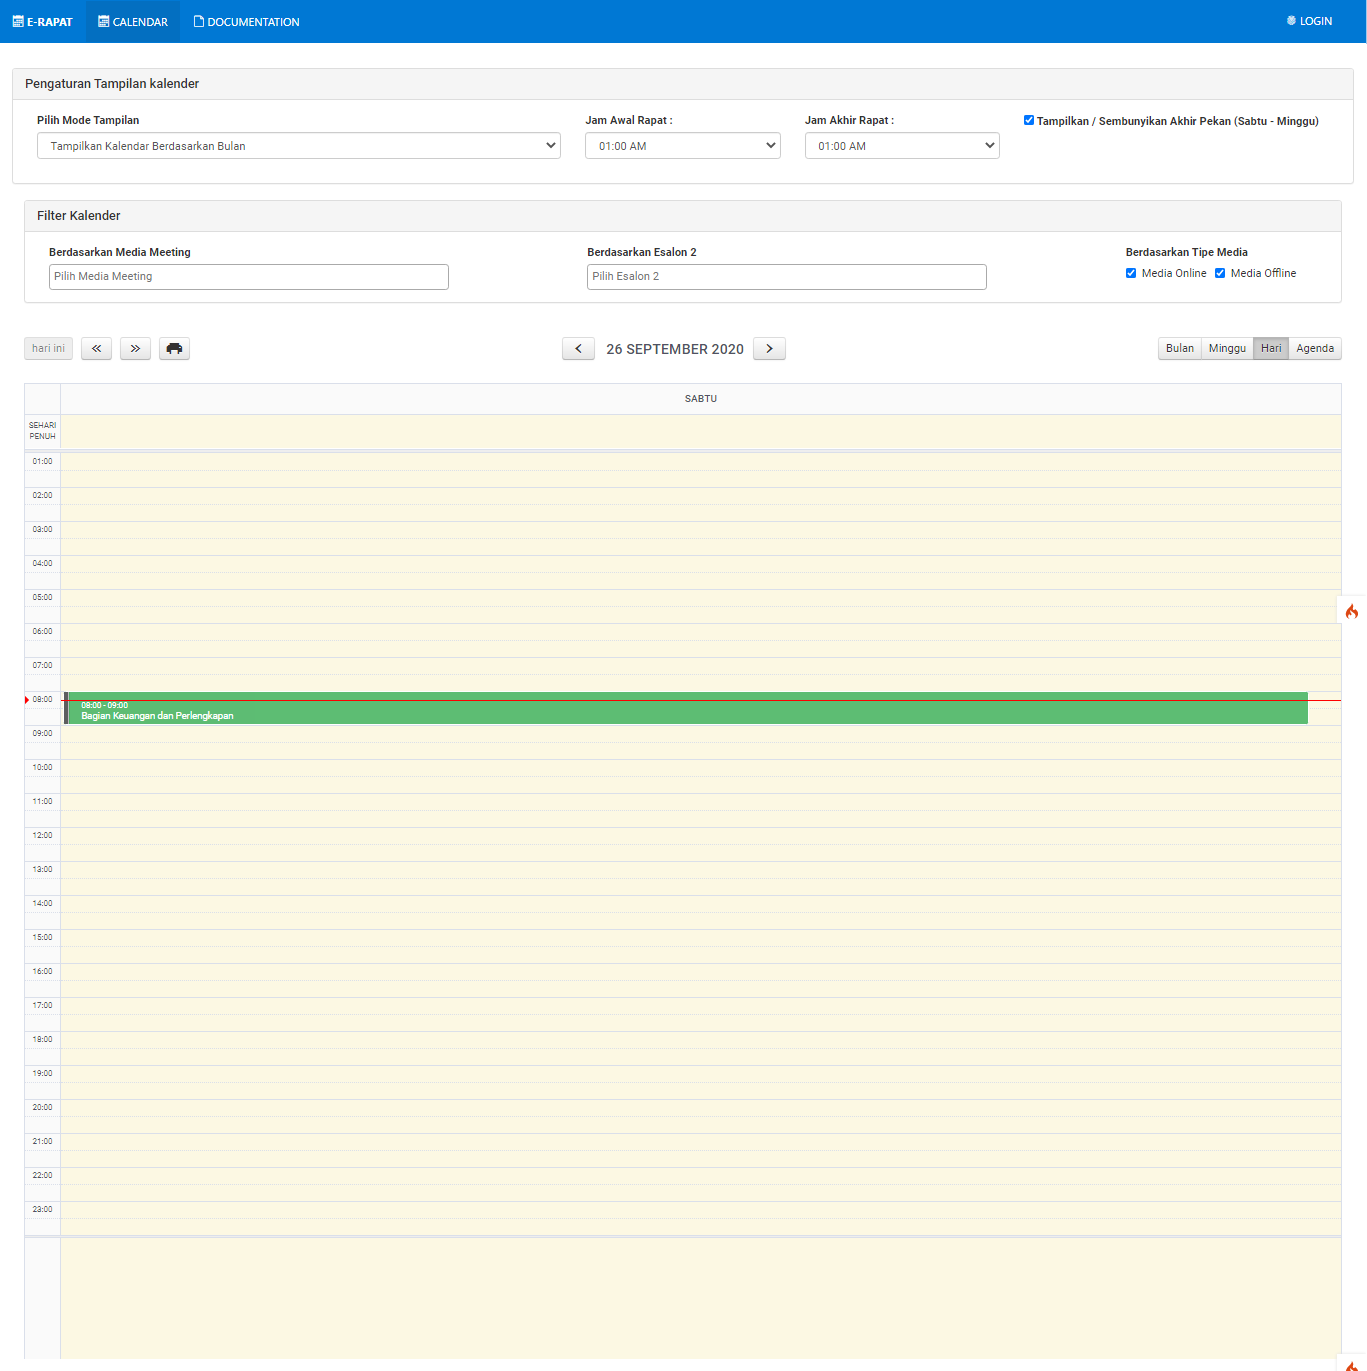 E-RAPAT CALENDAR DOCUMENTATION LOGIN
Pengaturan Tampilan kalender
Pilih Mode Tampilan Jam Awal Rapat : Jam Akhir Rapat : Tampilkan / Sembunyikan Akhir Pekan (Sabtu - Minggu)
Tampilkan Kalendar Berdasarkan Bulan 01:00 AM 01:00 AM
Filter Kalender
Berdasarkan Media Meeting Berdasarkan Esalon 2 Berdasarkan Tipe Media
Pilih Media Meeting Pilih Esalon 2 Media Online Media Offline
hari ini 26 SEPTEMBER 2020 Bulan Minggu Hari Agenda
SABTU
SEHARI
PENUH
01:00
02:00
03:00
04:00
05:00
06:00
07:00
08:00
08:00 - 09:00
Bagian Keuangan dan Perlengkapan
09:00
10:00
11:00
12:00
13:00
14:00
15:00
16:00
17:00
18:00
19:00
20:00
21:00
22:00
23:00